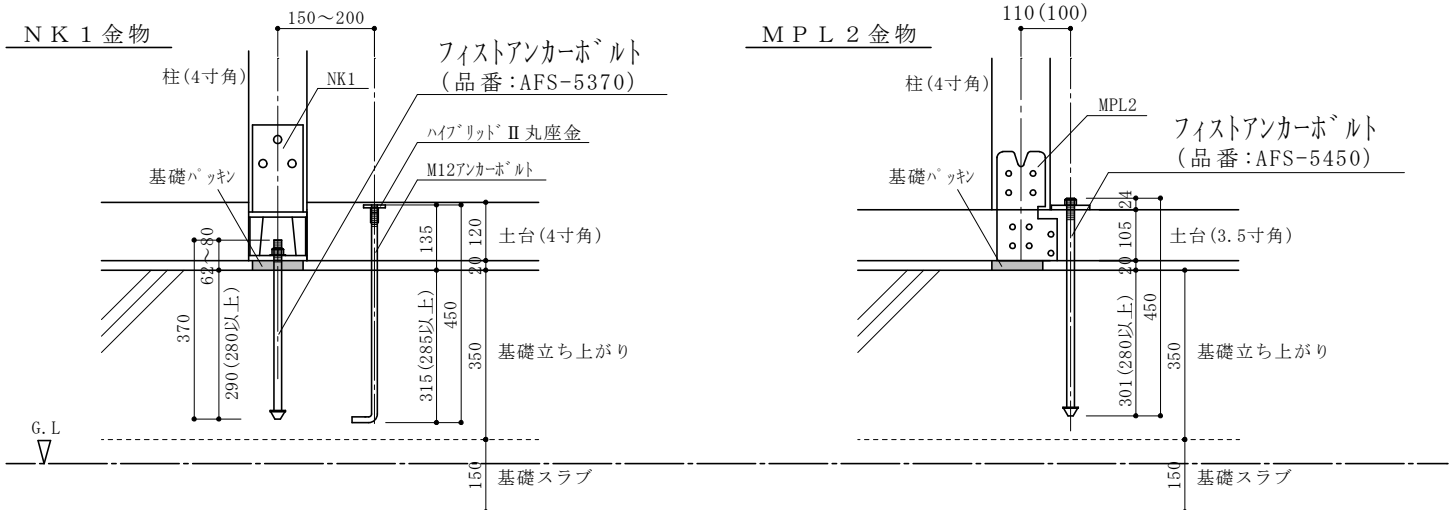 NK1金物
150~200
柱(4寸角)
NK1
フィストアンカーボルト
(品番:AFS-5370)
ハイブリッドⅡ丸座金
M12アンカーボルト
基礎パッキン
土台(4寸角)
135
120
20
62~80
370
290(280以上)
315(285以上)
450
350
基礎立ち上がり
G.L
150
基礎スラブ
MPL2金物
110(100)
柱(4寸角)
MPL2
フィストアンカーボルト
(品番:AFS-5450)
基礎パッキン
24
105
20
土台(3.5寸角)
301(280以上)
450
350
基礎立ち上がり
150
基礎スラブ